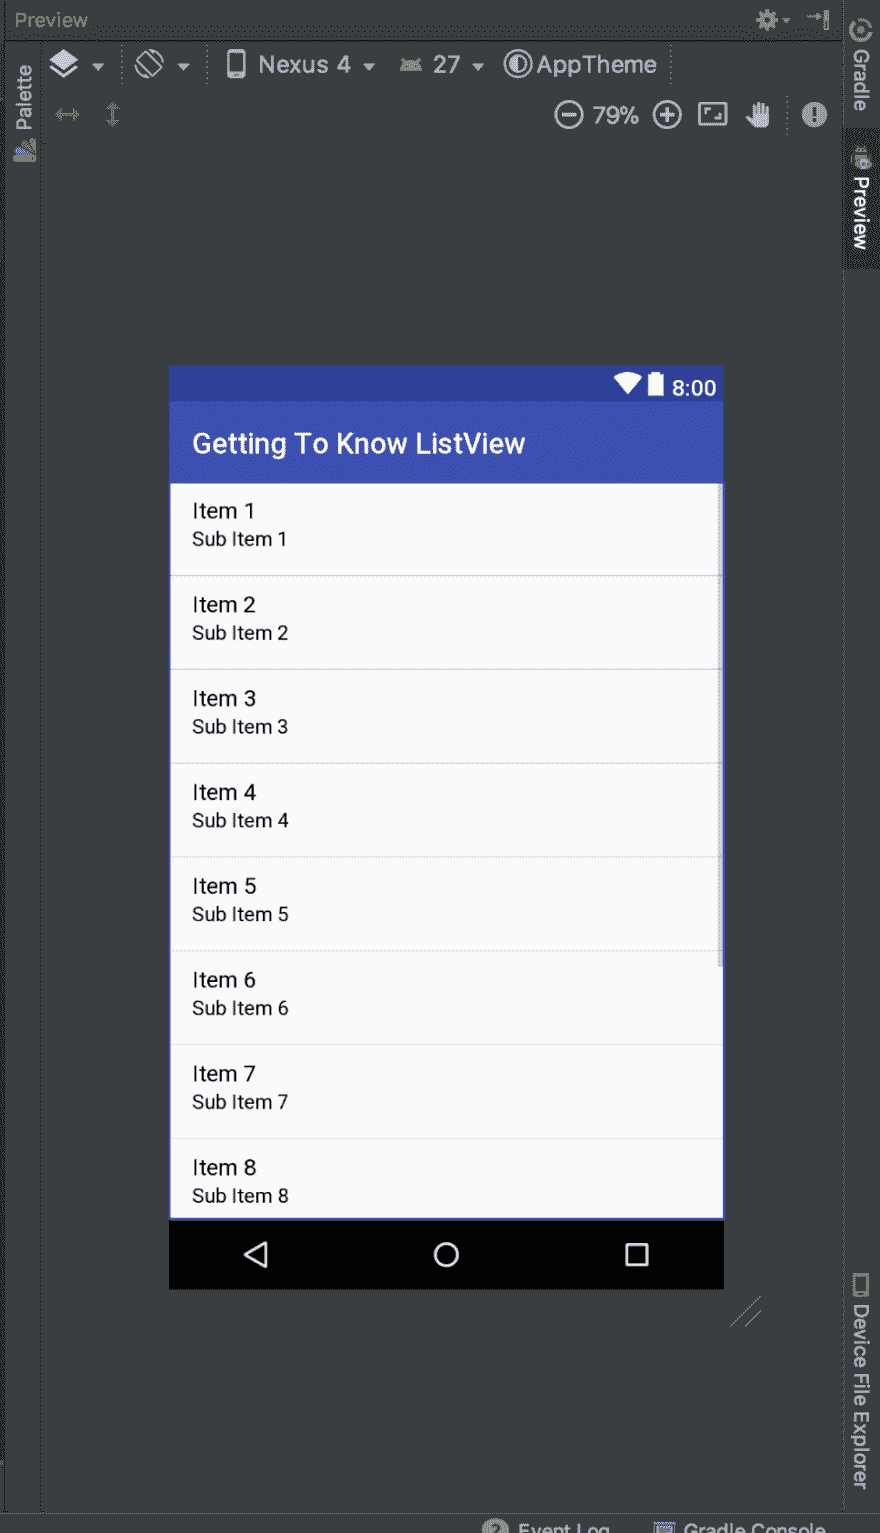 Preview
Nexus 4
27
AppTheme
Palette
79%
Gradle
Preview
8:00
Getting To Know ListView
Item 1
Sub Item 1
Item 2
Sub Item 2
Item 3
Sub Item 3
Item 4
Sub Item 4
Item 5
Sub Item 5
Item 6
Sub Item 6
Item 7
Sub Item 7
Item 8
Sub Item 8
Device File Explorer
Event Log
Gradle Console